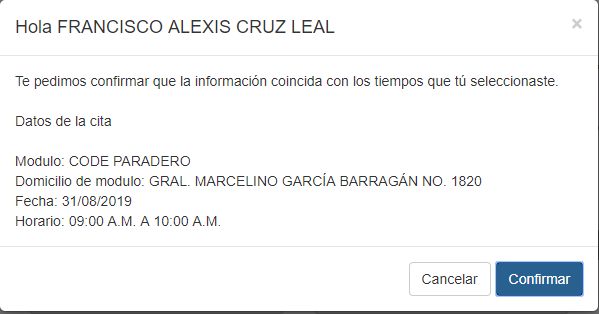 Hola FRANCISCO ALEXIS CRUZ LEAL ×
Te pedimos confirmar que la información coincida con los tiempos que tú seleccionaste.
Datos de la cita
Modulo: CODE PARADERO
Domicilio de modulo: GRAL. MARCELINO GARCÍA BARRAGÁN NO. 1820
Fecha: 31/08/2019
Horario: 09:00 A.M. A 10:00 A.M.
Cancelar Confirmar